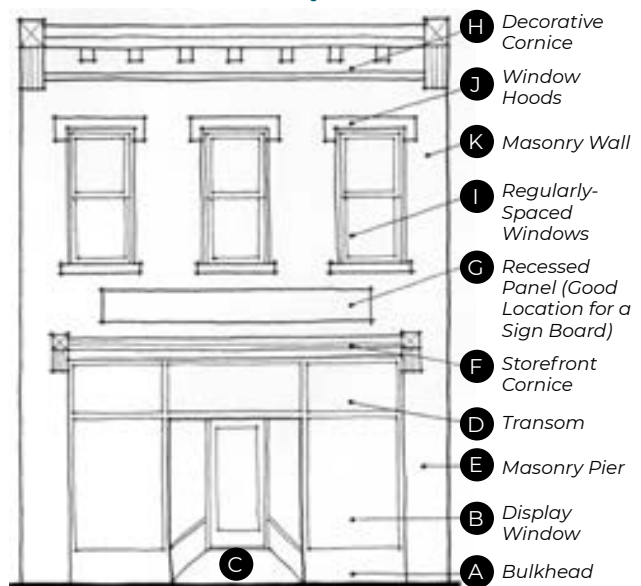 H Decorative
Cornice
J Window
Hoods
K Masonry Wall
I Regularly-
Spaced
Windows
G Recessed
Panel (Good
Location for a
Sign Board)
F Storefront
Cornice
D Transom
E Masonry Pier
B Display
Window
C
A Bulkhead